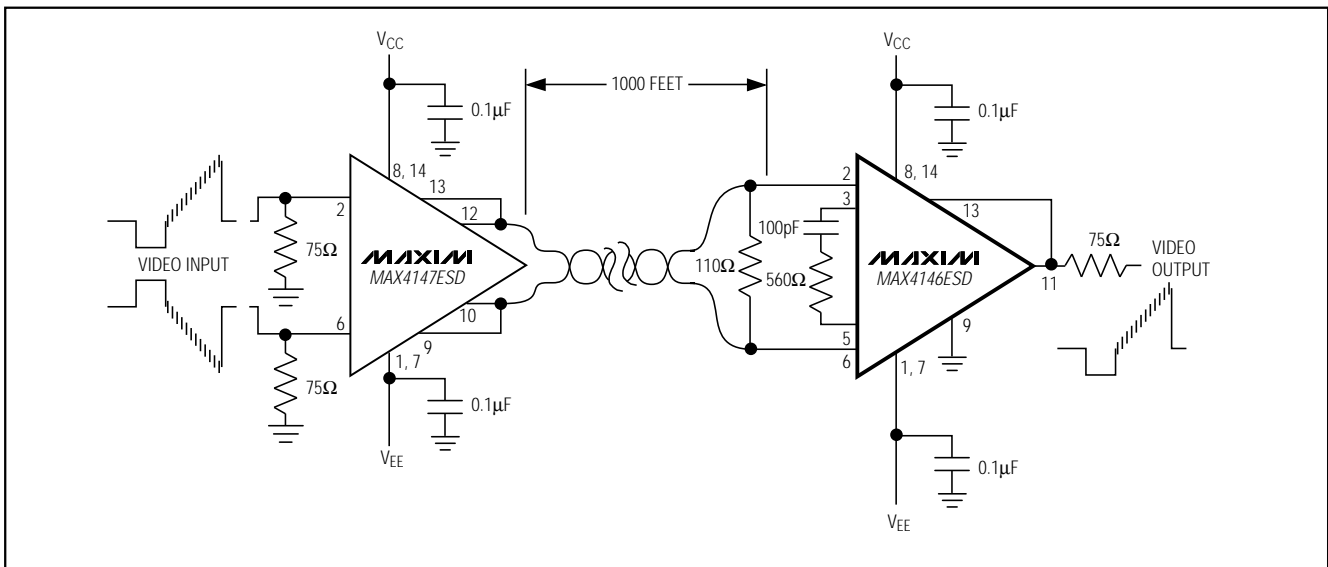 VCC
1000 FEET
VCC
0.1µF
0.1µF
8, 14
13
12
2
8, 14
2
3
13
75Ω
MAXIM
MAX4147ESD
VIDEO INPUT
100pF
110Ω
560Ω
MAXIM
MAX4146ESD
75Ω
VIDEO
OUTPUT
11
6
10
9
1, 7
5
6
9
1, 7
75Ω
0.1µF
VEE
0.1µF
VEE